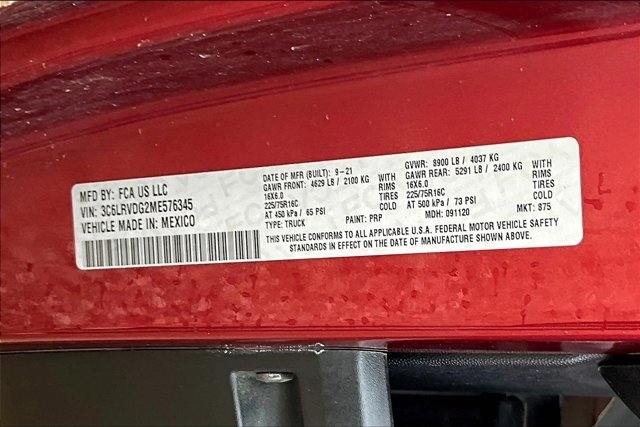 MFD BY: FCA US LLC
VIN: 3C6LRVDG2ME576345
VEHICLE MADE IN: MEXICO
DATE OF MFR (BUILT): 9-21
GAWR FRONT: 4629 LB / 2100 KG WITH
16X6.0 RIMS
225/75R16C TIRES
AT 450 kPa / 65 PSI COLD
TYPE: TRUCK PAINT: PRP
GVWR: 8900 LB / 4037 KG
GAWR REAR: 5291 LB / 2400 KG WITH
16X6.0 RIMS
225/75R16C TIRES
AT 500 kPa / 73 PSI COLD
MDH: 091120 MKT: 875
THIS VEHICLE CONFORMS TO ALL APPLICABLE U.S.A. FEDERAL MOTOR VEHICLE SAFETY
STANDARDS IN EFFECT ON THE DATE OF MANUFACTURE SHOWN ABOVE.